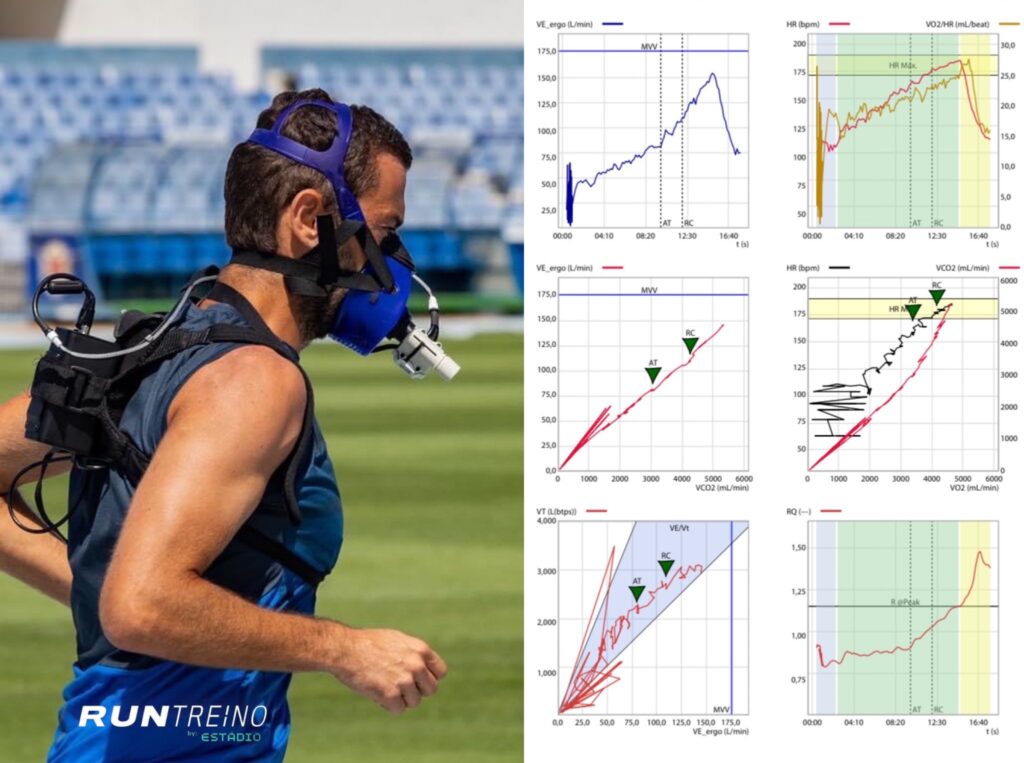 RUNTREINO
by: ESTÁDIO
VE_ergo (L/min)
175,0
150,0
125,0
100,0
75,0
50,0
25,0
MVV
AT
RC
00:00 04:10 08:20 12:30 16:40
t (s)
HR (bpm) VO2/HR (mL/beat)
200
175
150
125
100
75
50
HR Max.
30,0
25,0
20,0
15,0
10,0
5,0
0,0
AT
RC
00:00 04:10 08:20 12:30 16:40
t (s)
VE_ergo (L/min)
175,0
150,0
125,0
100,0
75,0
50,0
25,0
0,0
MVV
RC
AT
0 1000 2000 3000 4000 5000 6000
VCO2 (mL/min)
HR (bpm) VCO2 (mL/min)
200
175
150
125
100
75
50
RC
AT
HR M
6000
5000
4000
3000
2000
1000
0
0 1000 2000 3000 4000 5000 6000
VO2 (mL/min)
VT (L(btps))
4,000
3,000
2,000
1,000
VE/Vt
RC
AT
MVV
0,0 25,0 50,0 75,0 100,0 125,0 150,0 175,0
VE_ergo (L/min)
RQ (---)
1,50
1,25
1,00
0,75
R @Peak
AT
RC
00:00 04:10 08:20 12:30 16:40
t (s)